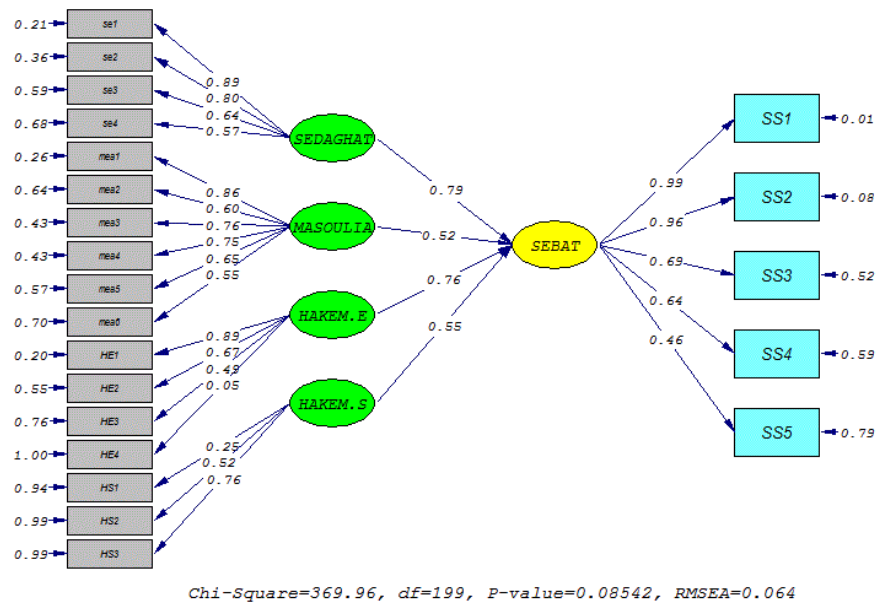 0.21 se1
0.36 se2
0.59 se3
0.68 se4
0.26 mea1
0.64 mea2
0.43 mea3
0.43 mea4
0.57 mea5
0.70 mea6
0.20 HE1
0.55 HE2
0.76 HE3
1.00 HE4
0.94 HS1
0.99 HS2
0.99 HS3
0.89
0.80
0.64
0.57
0.86
0.60
0.76
0.75
0.65
0.55
0.89
0.67
0.49
0.05
0.25
0.52
0.76
SEDAGHAT
MASOULIA
HAKEM.E
HAKEM.S
0.79
0.52
0.76
0.55
SEBAT
0.99
0.96
0.69
0.64
0.46
SS1 0.01
SS2 0.08
SS3 0.52
SS4 0.59
SS5 0.79
Chi-Square=369.96, df=199, P-value=0.08542, RMSEA=0.064